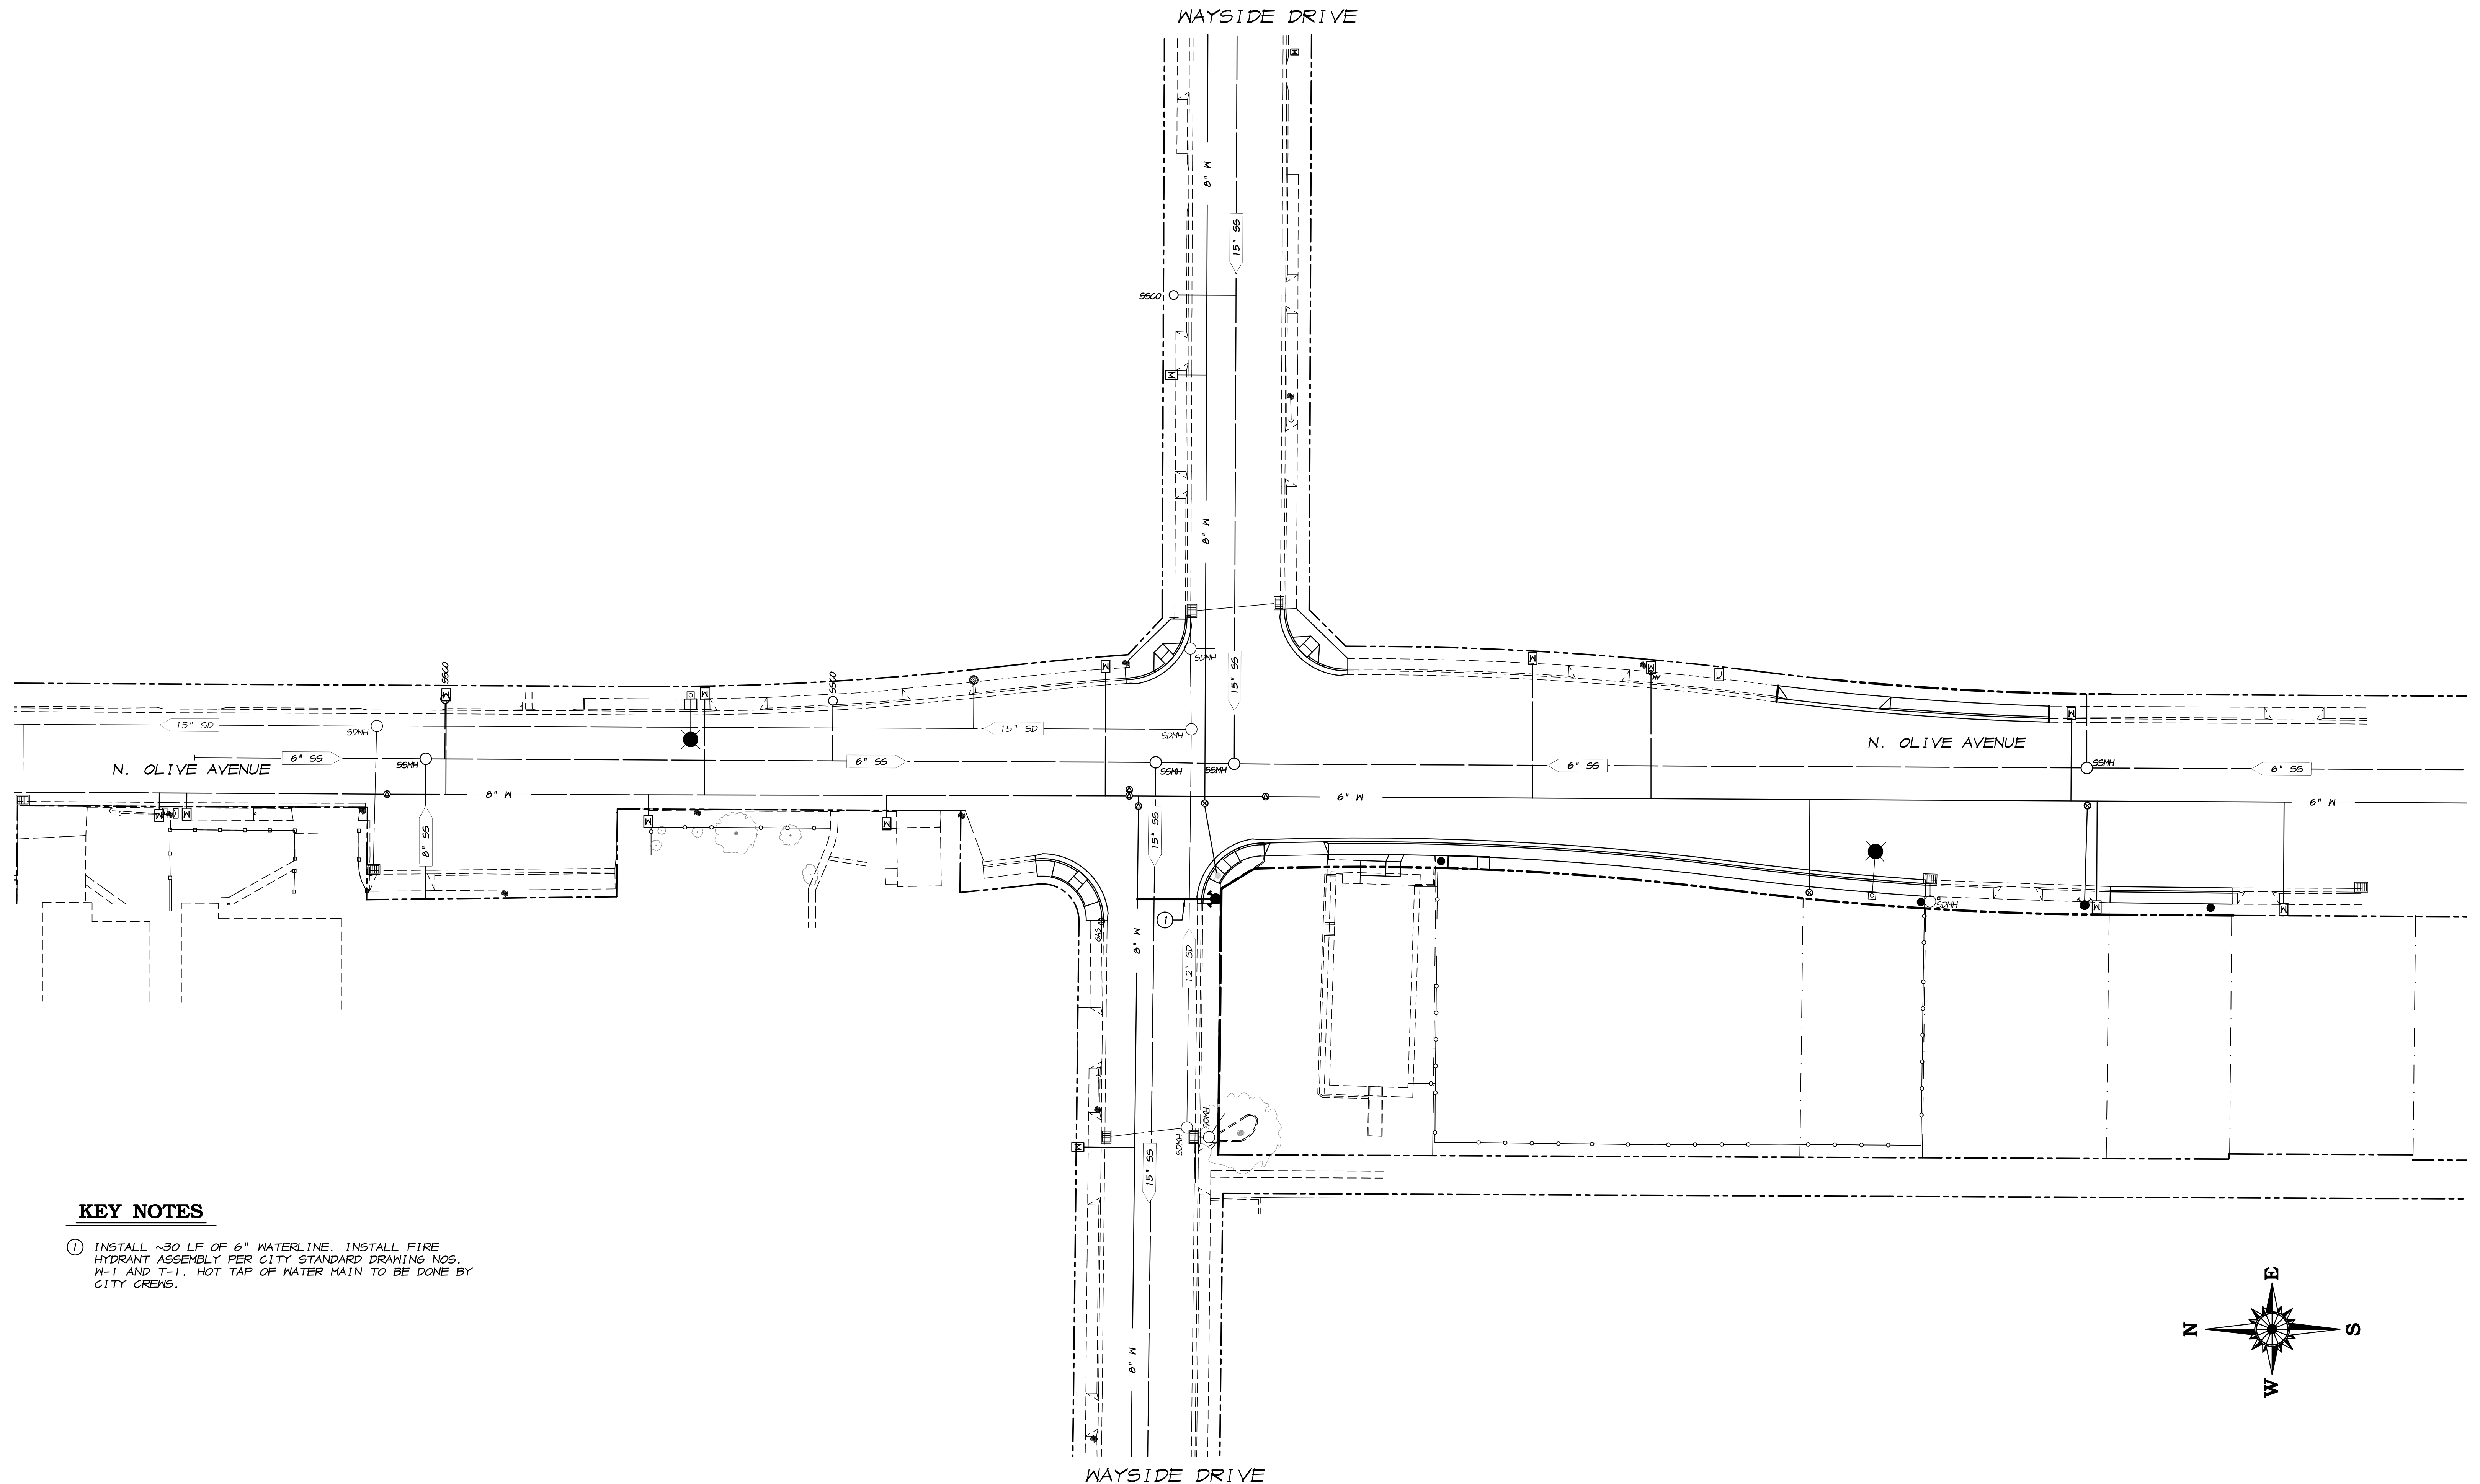 WAYSIDE DRIVE
W
8" W
15" SS
SSCO
W
8" W
SDMH
15" SS
SSCO
SSCO
W
W
W
W
W
MV
U
W
15" SD
SDMH
15" SD
SDMH
N. OLIVE AVENUE
6" SS
SSMH
6" SS
SSMH
SSMH
6" SS
SSMH
6" SS
N. OLIVE AVENUE
8" W
6" W
6" W
W
W
8" SS
W
W
15" SS
SDMH
W
W
1
GAS
8" W
12" SD
SDMH
SDMH
W
15" SS
8" W
KEY NOTES
1 INSTALL ~30 LF OF 6" WATERLINE. INSTALL FIRE
HYDRANT ASSEMBLY PER CITY STANDARD DRAWING NOS.
W-1 AND T-1. HOT TAP OF WATER MAIN TO BE DONE BY
CITY CREWS.
E
N
S
W
WAYSIDE DRIVE